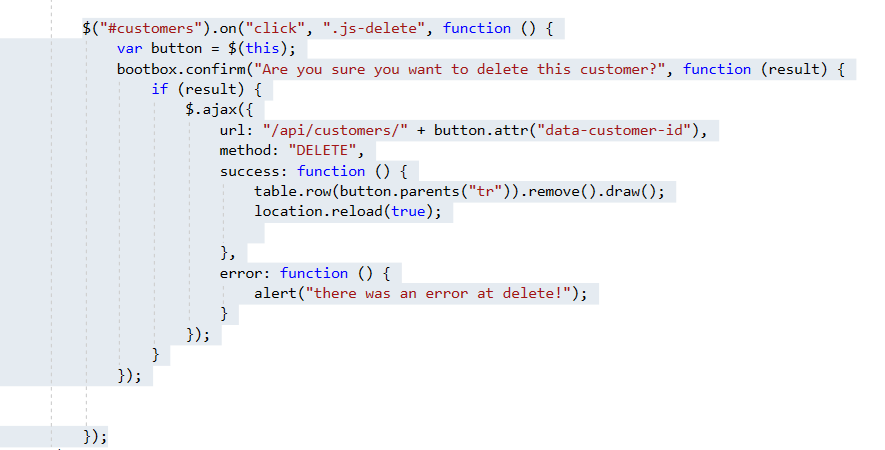 $("#customers").on("click", ".js-delete", function () {
var button = $(this);
bootbox.confirm("Are you sure you want to delete this customer?", function (result) {
if (result) {
$.ajax({
url: "/api/customers/" + button.attr("data-customer-id"),
method: "DELETE",
success: function () {
table.row(button.parents("tr")).remove().draw();
location.reload(true);
},
error: function () {
alert("there was an error at delete!");
}
});
}
});
});